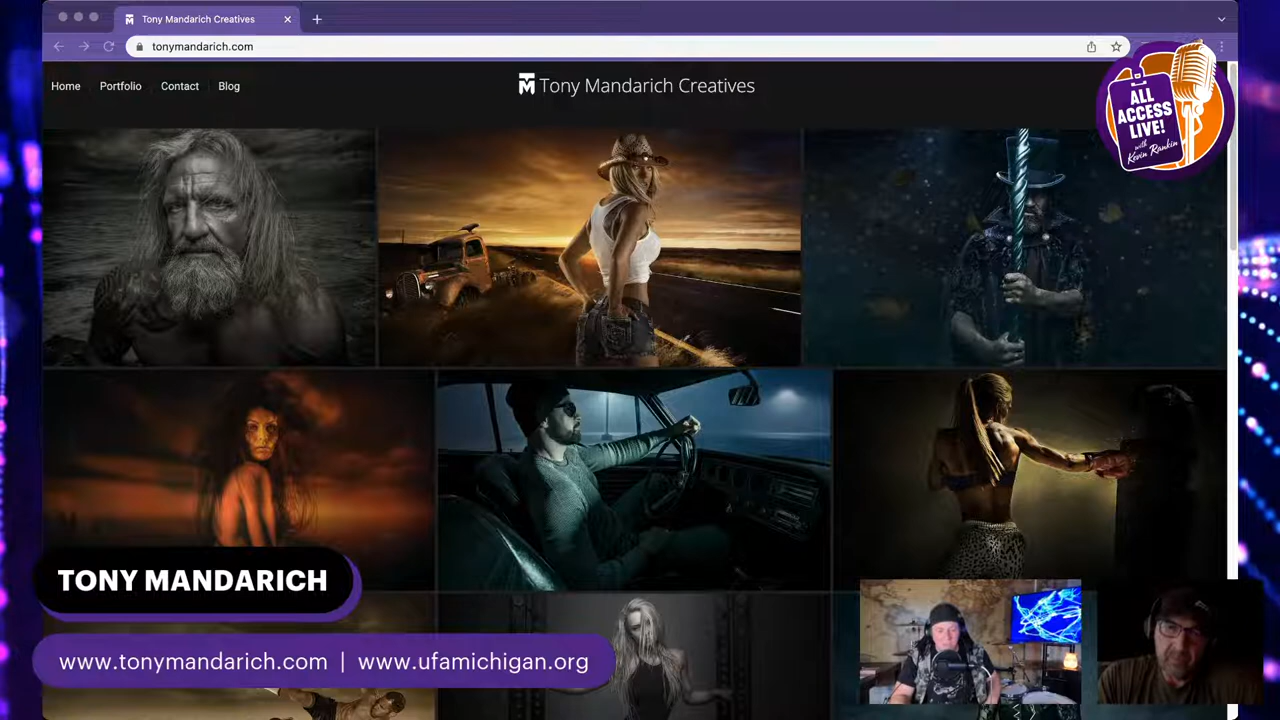 Tony Mandarich Creatives
tonymandarich.com
Home Portfolio Contact Blog
TM Tony Mandarich Creatives
ALL
ACCESS
LIVE!
with
Kevin Rankin
TONY MANDARICH
www.tonymandarich.com | www.ufamichigan.org